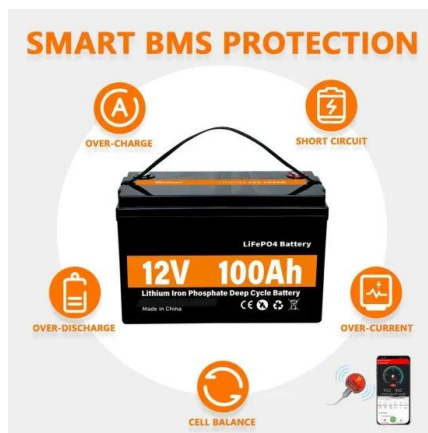 SMART BMS PROTECTION
A
OVER-CHARGE
SHORT CIRCUIT
LiFePO4 Battery
12V 100Ah
Lithium Iron Phosphate Deep Cycle Battery
Made in China
CE
OVER-DISCHARGE
OVER-CURRENT
CELL BALANCE